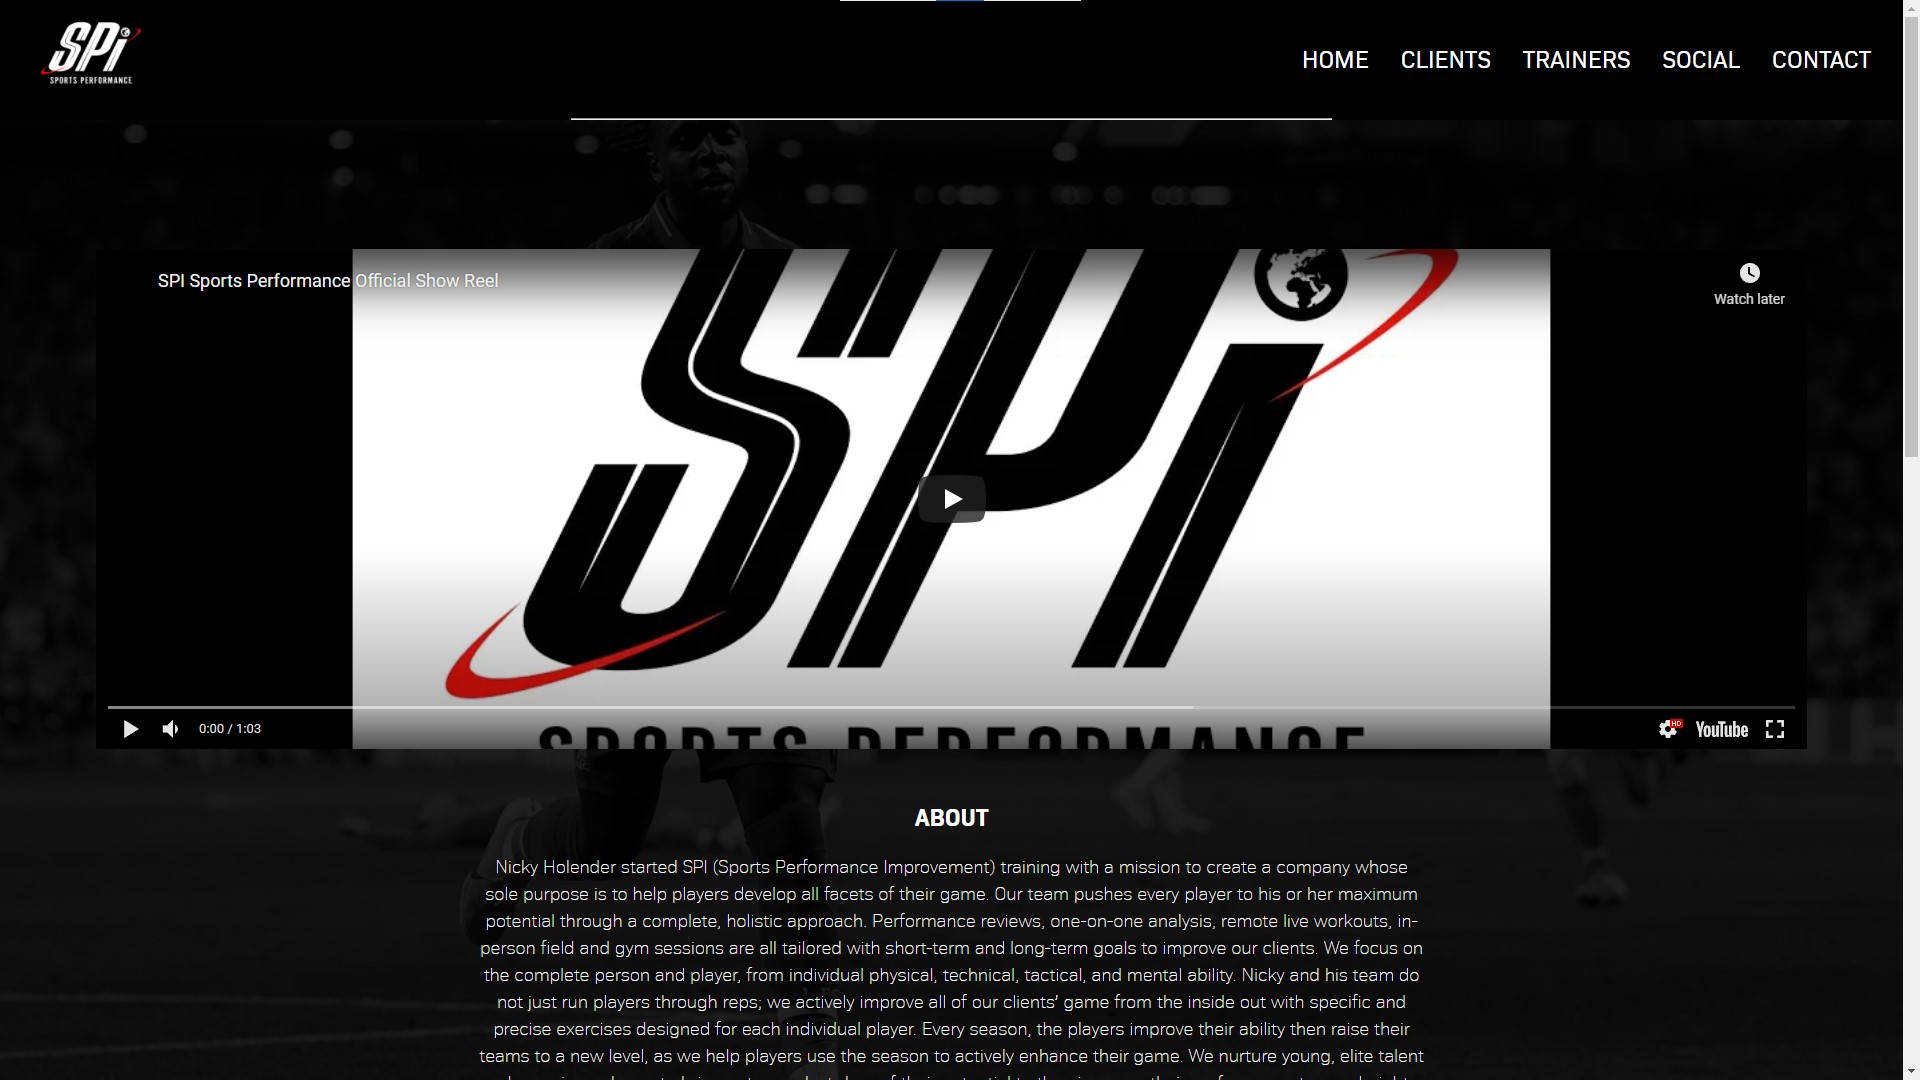 SPi
SPORTS PERFORMANCE
HOME CLIENTS TRAINERS SOCIAL CONTACT
SPI Sports Performance Official Show Reel
Watch later
SPi
SPORTS PERFORMANCE
0:00 / 1:03
HD
YouTube
ABOUT
Nicky Holender started SPI (Sports Performance Improvement) training with a mission to create a company whose
sole purpose is to help players develop all facets of their game. Our team pushes every player to his or her maximum
potential through a complete, holistic approach. Performance reviews, one-on-one analysis, remote live workouts, in-
person field and gym sessions are all tailored with short-term and long-term goals to improve our clients. We focus on
the complete person and player, from individual physical, technical, tactical, and mental ability. Nicky and his team do
not just run players through reps; we actively improve all of our clients’ game from the inside out with specific and
precise exercises designed for each individual player. Every season, the players improve their ability then raise their
teams to a new level, as we help players use the season to actively enhance their game. We nurture young, elite talent